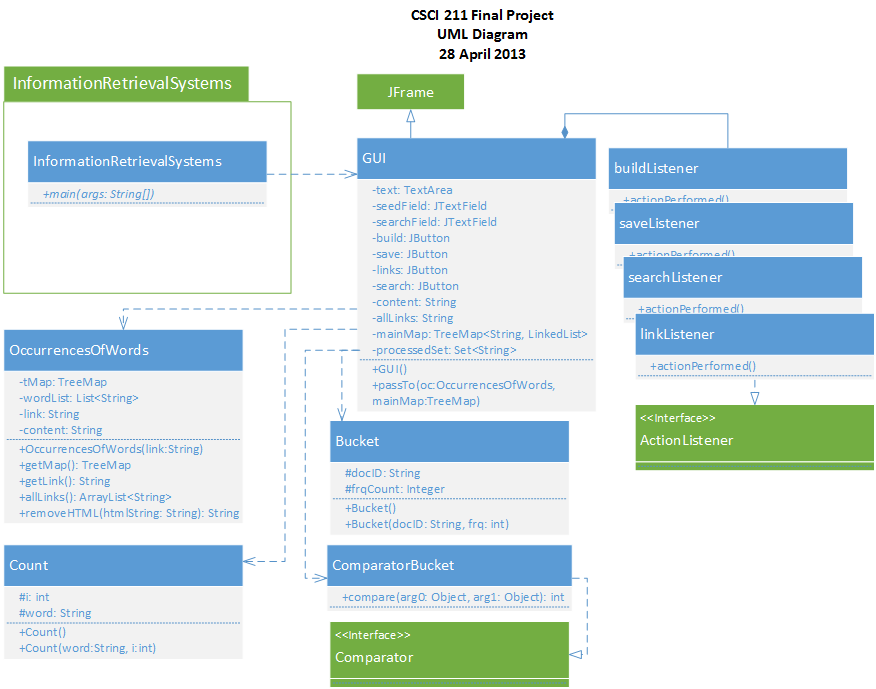 CSCI 211 Final Project
UML Diagram
28 April 2013
InformationRetrievalSystems
InformationRetrievalSystems
+main(args: String[])
JFrame
GUI
-text: TextArea
-seedField: JTextField
-searchField: JTextField
-build: JButton
-save: JButton
-links: JButton
-search: JButton
-content: String
-allLinks: String
-mainMap: TreeMap<String, LinkedList>
-processedSet: Set<String>
+GUI()
+passTo(oc:OccurrencesOfWords,
mainMap:TreeMap)
buildListener
+actionPerformed()
saveListener
+actionPerformed()
searchListener
+actionPerformed()
linkListener
+actionPerformed()
<<Interface>>
ActionListener
OccurrencesOfWords
-tMap: TreeMap
-wordList: List<String>
-link: String
-content: String
+OccurrencesOfWords(link:String)
+getMap(): TreeMap
+getLink(): String
+allLinks(): ArrayList<String>
+removeHTML(htmlString: String): String
Bucket
#docID: String
#frqCount: Integer
+Bucket()
+Bucket(docID: String, frq: int)
Count
#i: int
#word: String
+Count()
+Count(word:String, i:int)
ComparatorBucket
+compare(arg0: Object, arg1: Object): int
<<Interface>>
Comparator